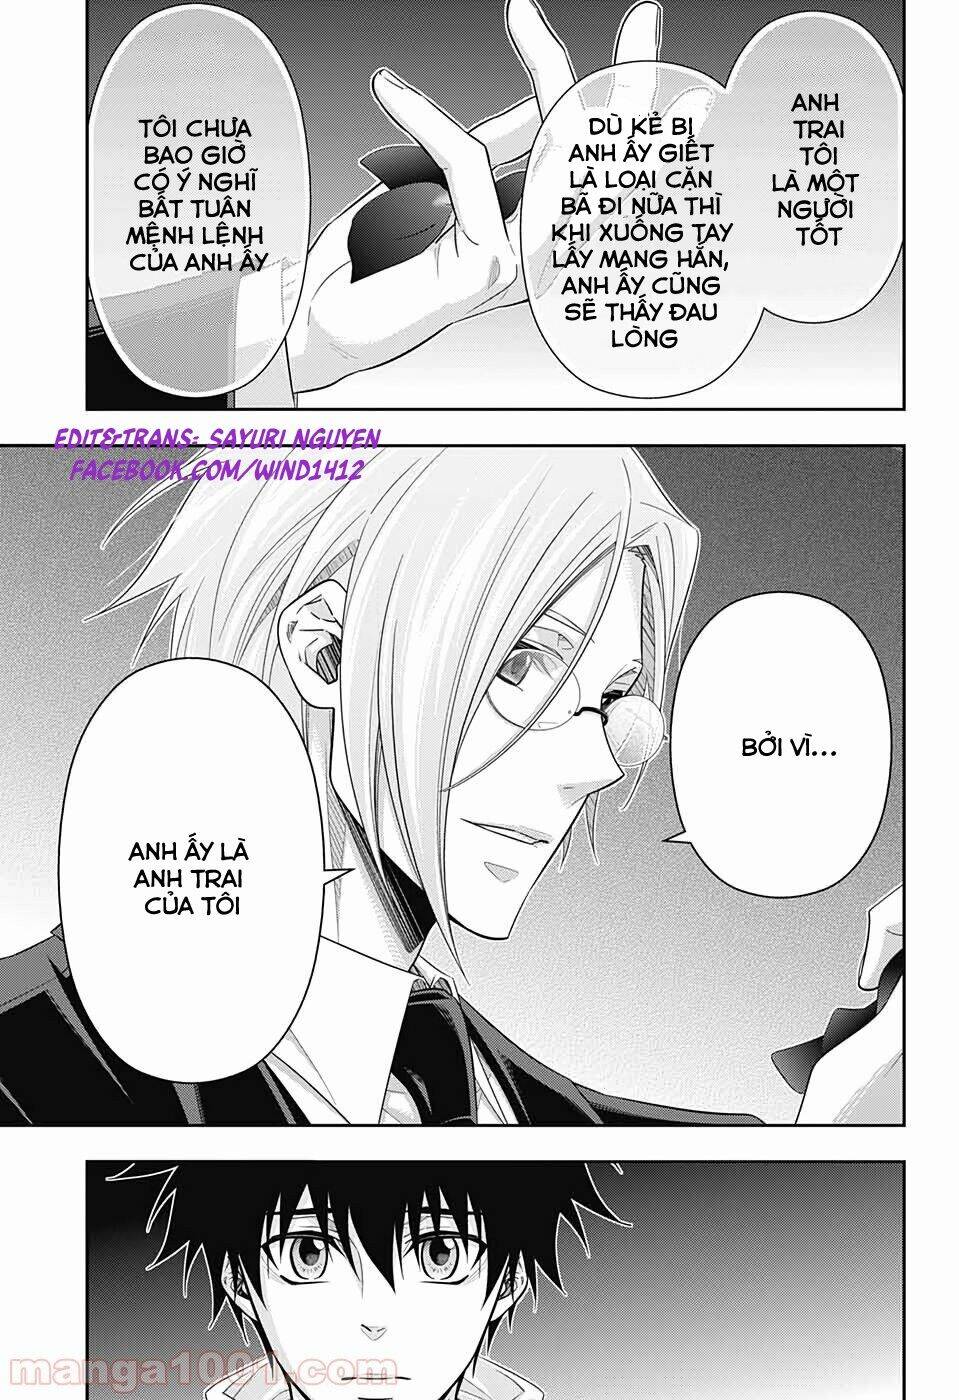 ANH
TRAI
TÔI
LÀ MỘT
NGƯỜI
TỐT
DÙ KẺ BỊ
ANH ẤY GIẾT
LÀ LOẠI CẶN
BÃ ĐI NỮA THÌ
KHI XUỐNG TAY
LẤY MẠNG HẮN,
ANH ẤY CŨNG
SẼ THẤY ĐAU
LÒNG
TÔI CHƯA
BAO GIỜ
CÓ Ý NGHĨ
BẤT TUÂN
MỆNH LỆNH
CỦA ANH ẤY
EDIT&TRANS: SAYURI NGUYEN
FACEBOOK.COM/WIND1412
BỞI VÌ...
ANH ẤY LÀ
ANH TRAI
CỦA TÔI
manga1001.com